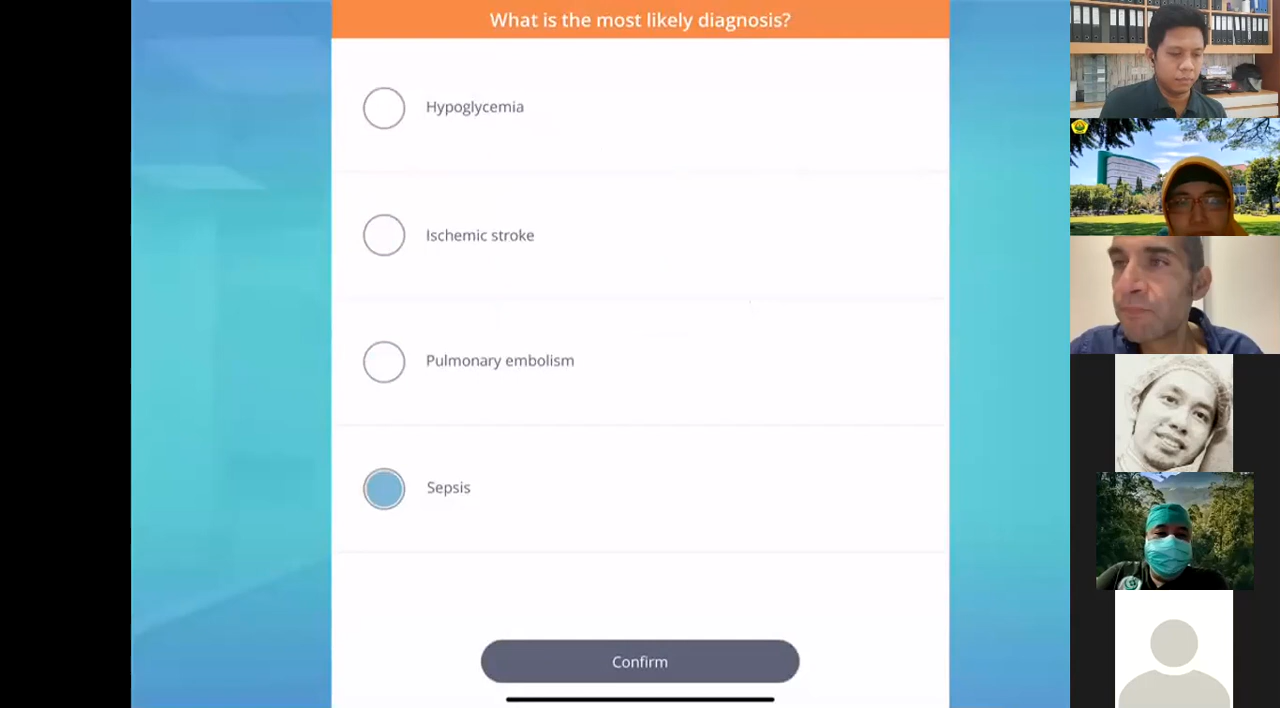 What is the most likely diagnosis?
Hypoglycemia
Ischemic stroke
Pulmonary embolism
Sepsis
Confirm